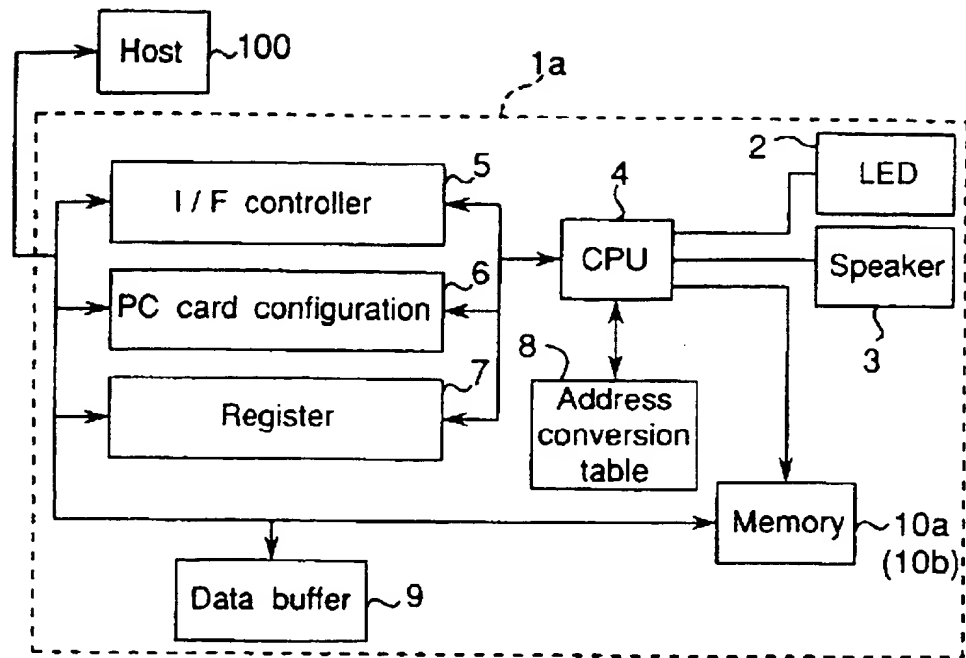 Host
100
1a
I / F controller
5
PC card configuration
6
Register
7
4
CPU
2
LED
Speaker
3
8
Address
conversion
table
Memory
10a
(10b)
Data buffer
9